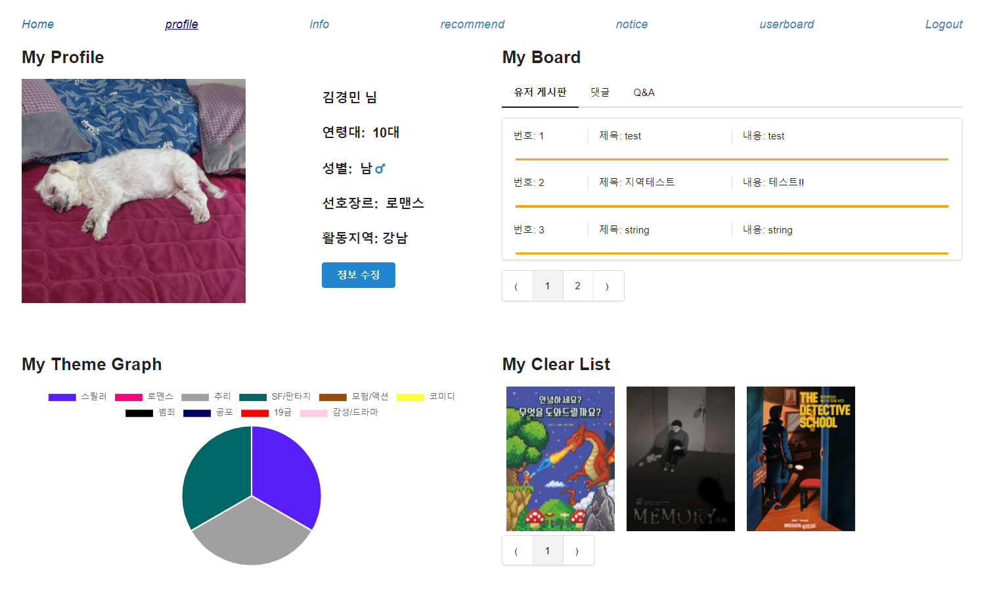 Home profile info recommend notice userboard Logout
My Profile
김경민 님
연령대: 10대
성별: 남
선호장르: 로맨스
활동지역: 강남
정보 수정
My Board
유저 게시판 댓글 Q&A
번호: 1 제목: test 내용: test
번호: 2 제목: 지역테스트 내용: 테스트!!
번호: 3 제목: string 내용: string
⟨ 1 2 ⟩
My Theme Graph
스릴러 로맨스 추리 SF/판타지 모험/액션 코미디
범죄 공포 19금 감성/드라마
My Clear List
안녕하세요?
무엇을 도와드릴까요?
MEMORY
THE
DETECTIVE
SCHOOL
MISSION BREAK
⟨ 1 ⟩